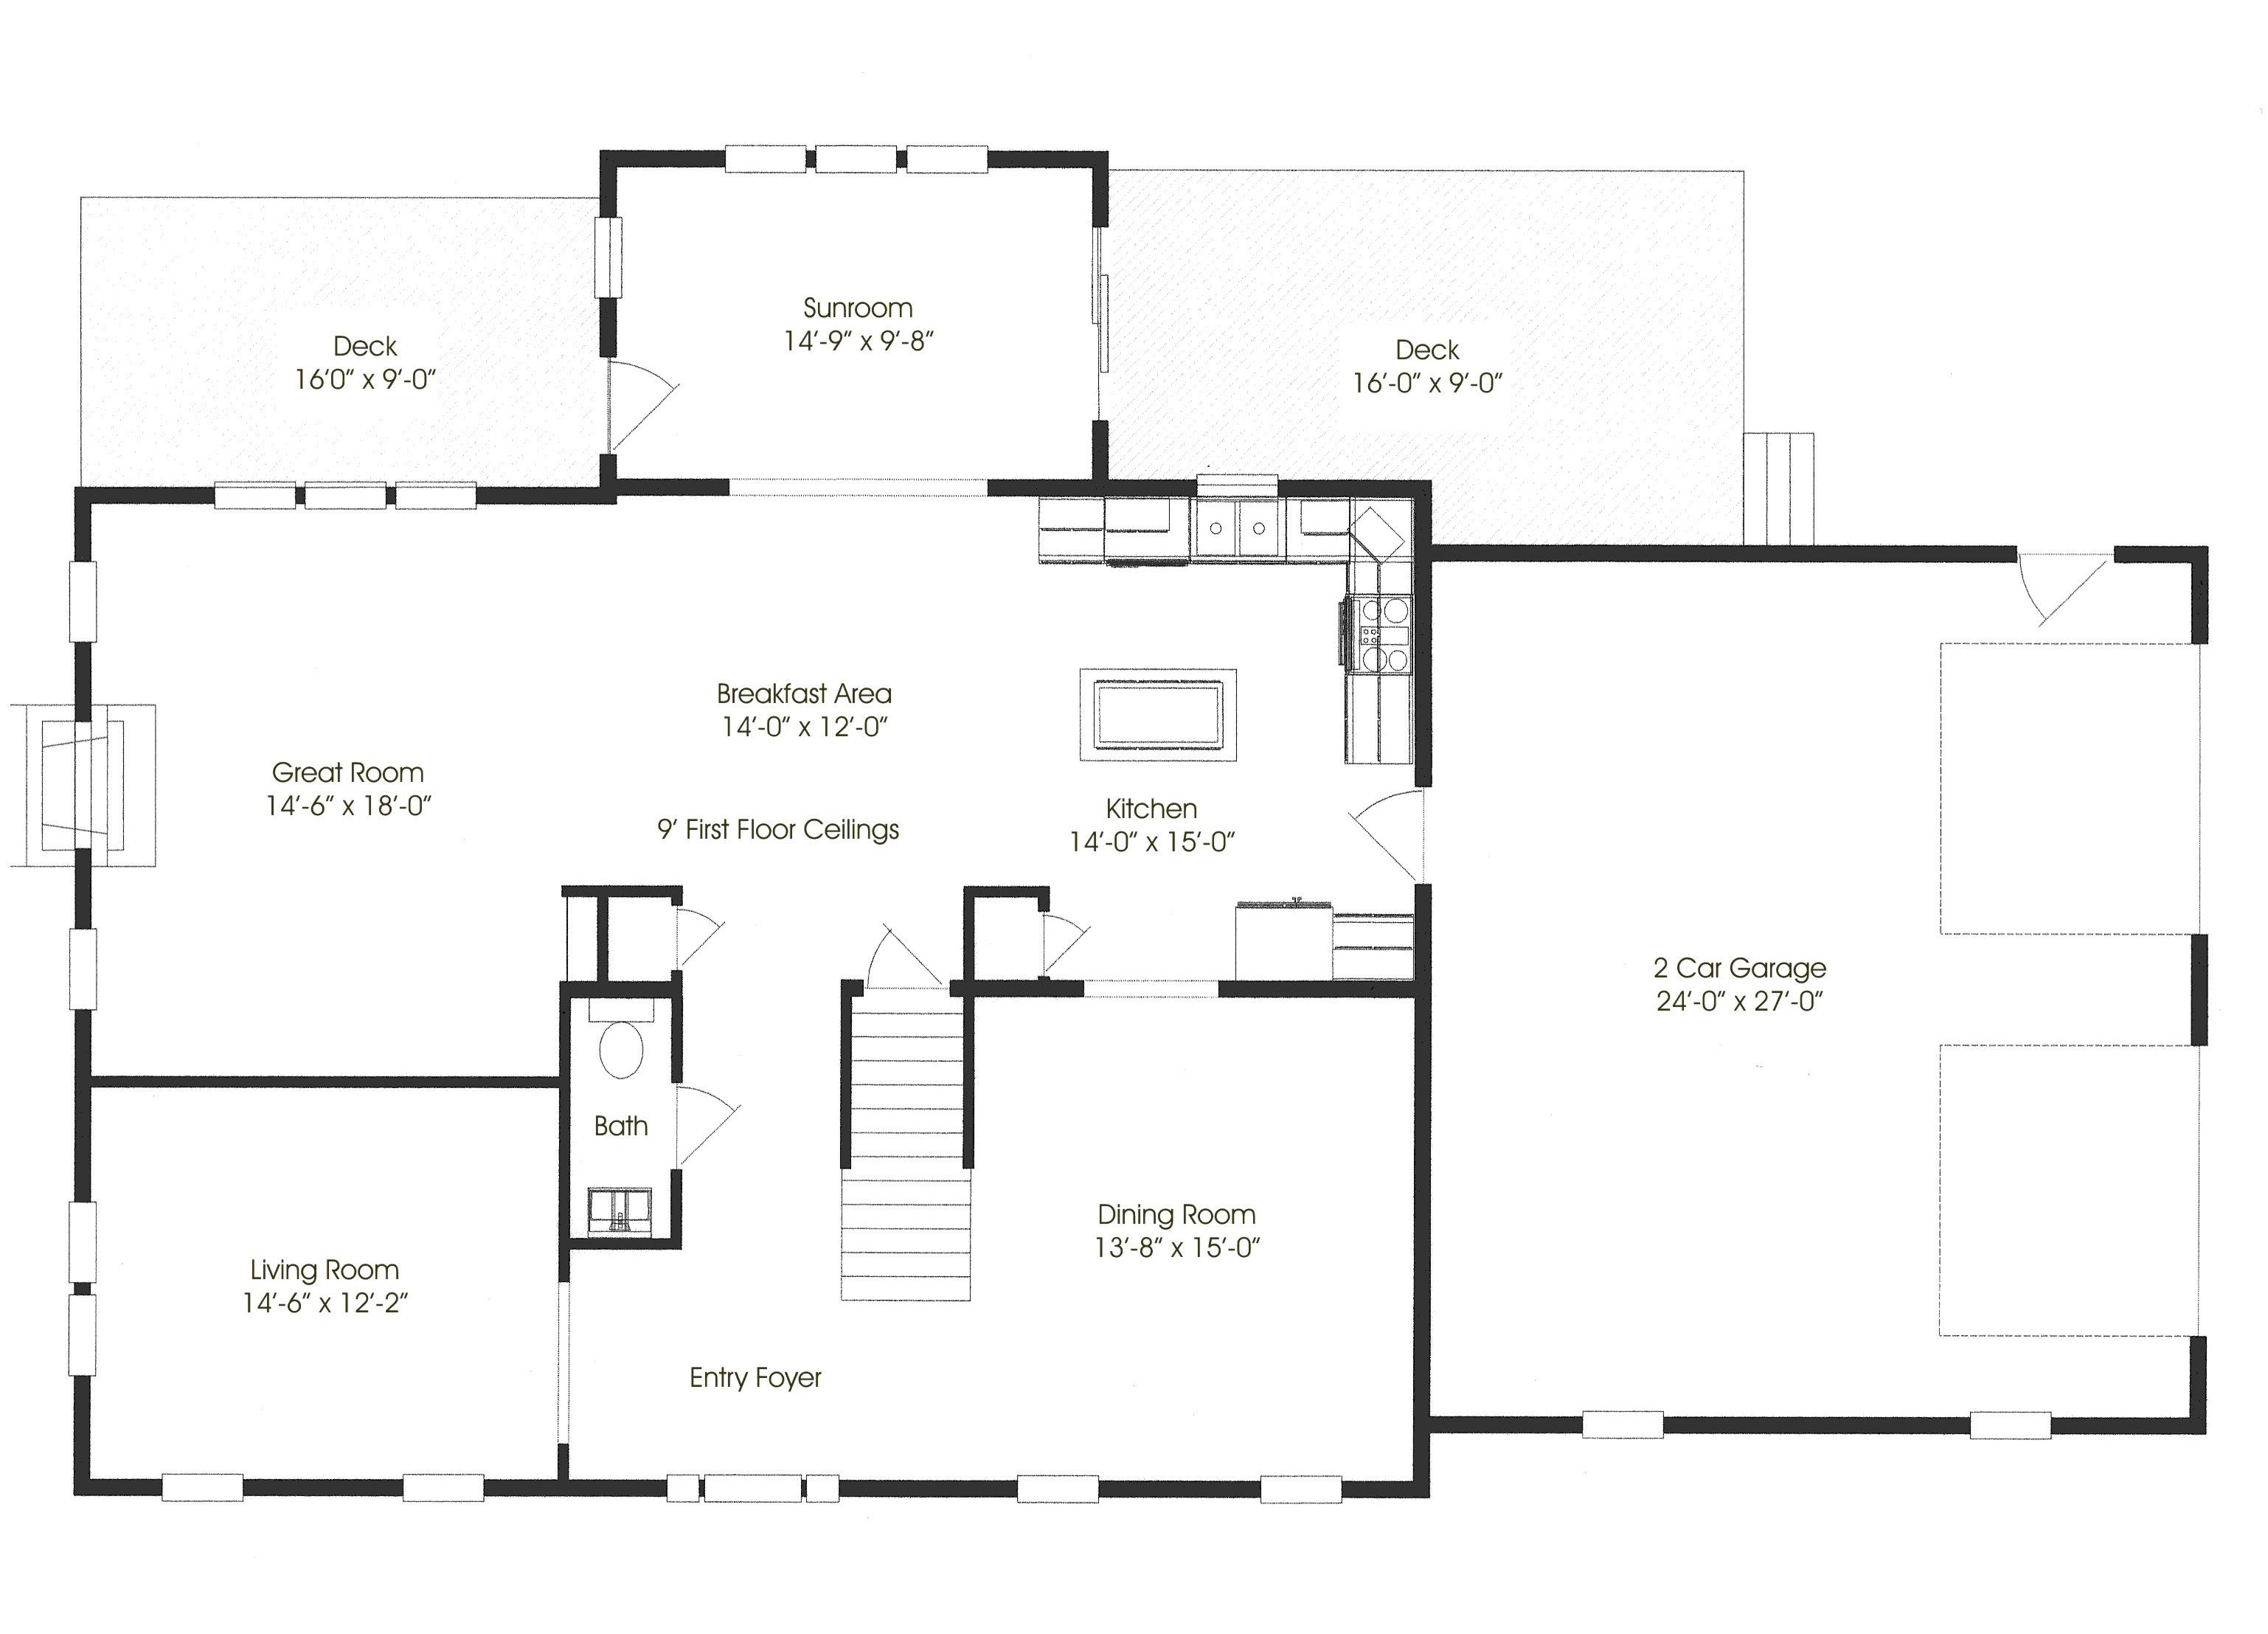 Sunroom
14'-9" x 9'-8"
Deck
16'0" x 9'-0"
Deck
16'-0" x 9'-0"
Breakfast Area
14'-0" x 12'-0"
Great Room
14'-6" x 18'-0"
9' First Floor Ceilings
Kitchen
14'-0" x 15'-0"
2 Car Garage
24'-0" x 27'-0"
Bath
Dining Room
13'-8" x 15'-0"
Living Room
14'-6" x 12'-2"
Entry Foyer